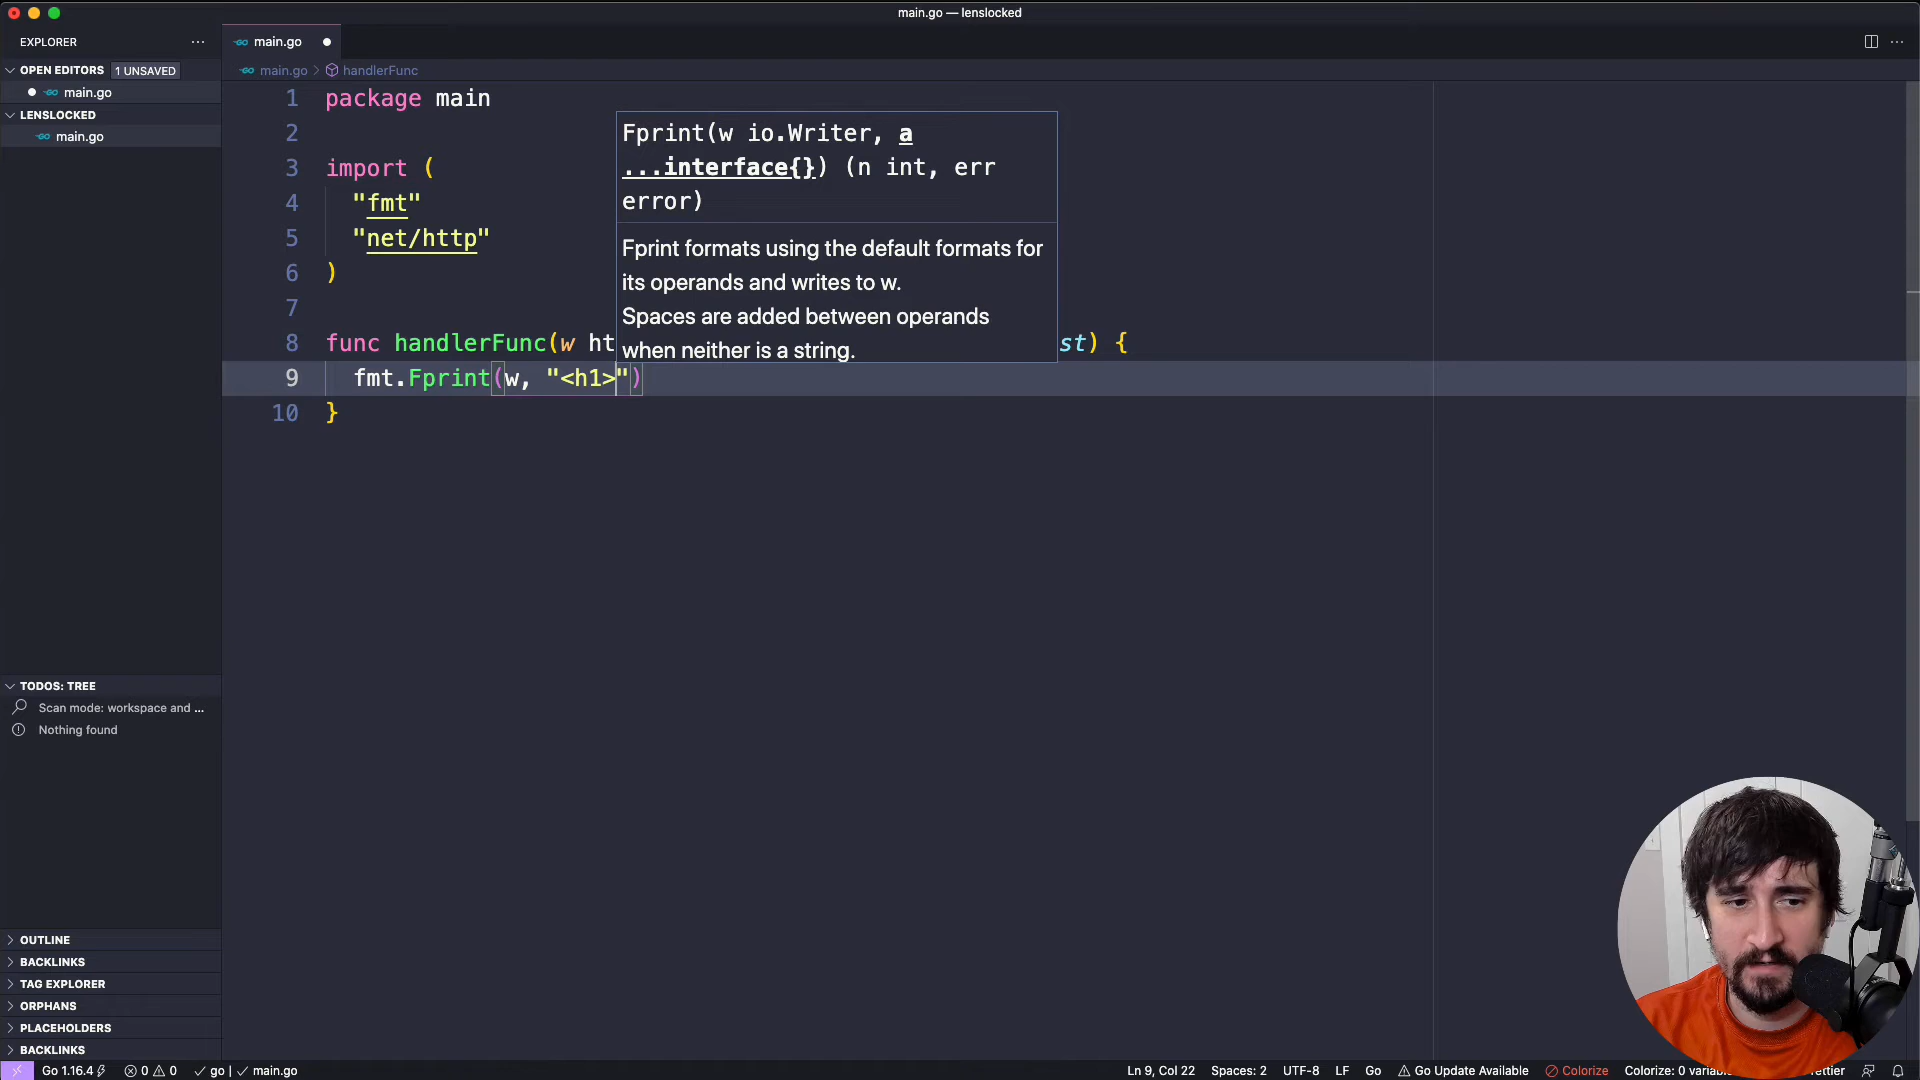 main.go — lenslocked
EXPLORER
main.go
OPEN EDITORS 1 UNSAVED
main.go > handlerFunc
main.go
LENSLOCKED
main.go
1 package main
2
3 import (
4 "fmt"
5 "net/http"
6 )
7
8 func handlerFunc(w ht st) {
9 fmt.Fprint(w, "<h1>")
10 }
Fprint(w io.Writer, a
...interface{}) (n int, err
error)
Fprint formats using the default formats for
its operands and writes to w.
Spaces are added between operands
when neither is a string.
TODOS: TREE
Scan mode: workspace and ...
Nothing found
OUTLINE
BACKLINKS
TAG EXPLORER
ORPHANS
PLACEHOLDERS
BACKLINKS
Go 1.16.4 0 0 go | main.go Ln 9, Col 22 Spaces: 2 UTF-8 LF Go Go Update Available Colorize Colorize: 0 variab ettier